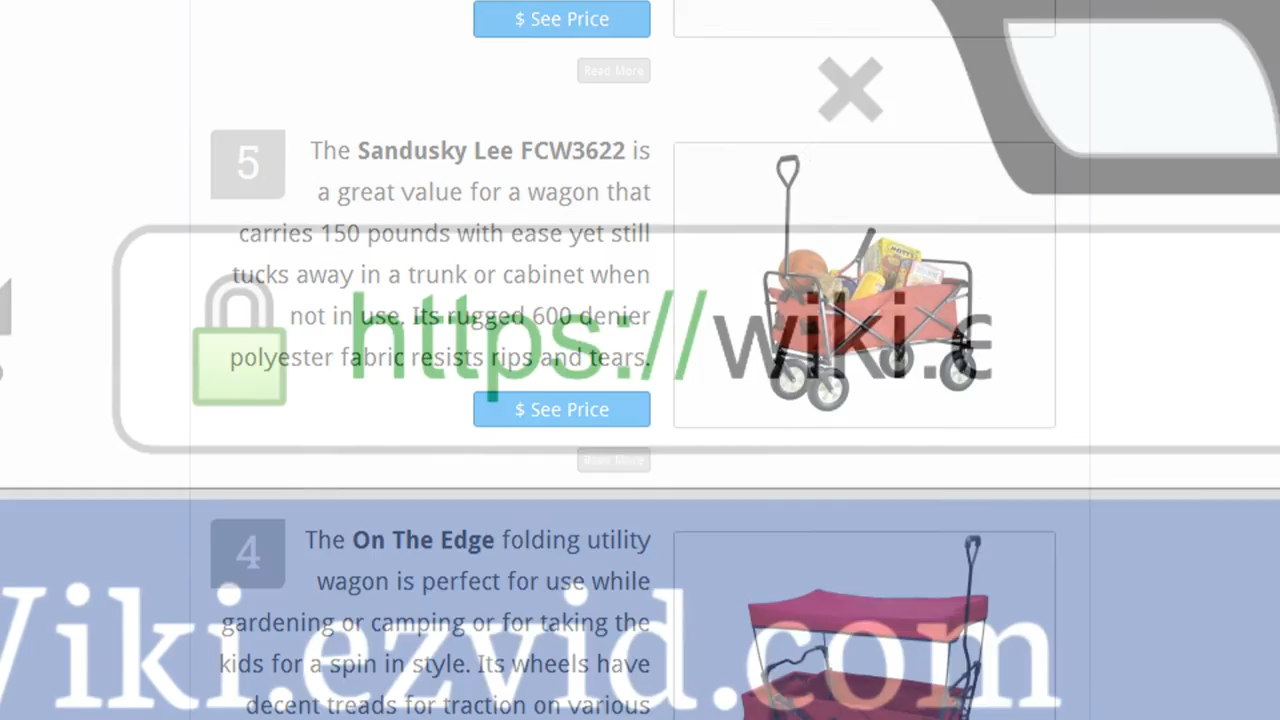 $ See Price
Read More
5
The Sandusky Lee FCW3622 is
a great value for a wagon that
carries 150 pounds with ease yet still
tucks away in a trunk or cabinet when
not in use. Its rugged 600 denier
polyester fabric resists rips and tears.
https://wiki.e
$ See Price
Read More
4
The On The Edge folding utility
wagon is perfect for use while
gardening or camping or for taking the
kids for a spin in style. Its wheels have
decent treads for traction on various
Wiki.ezvid.com